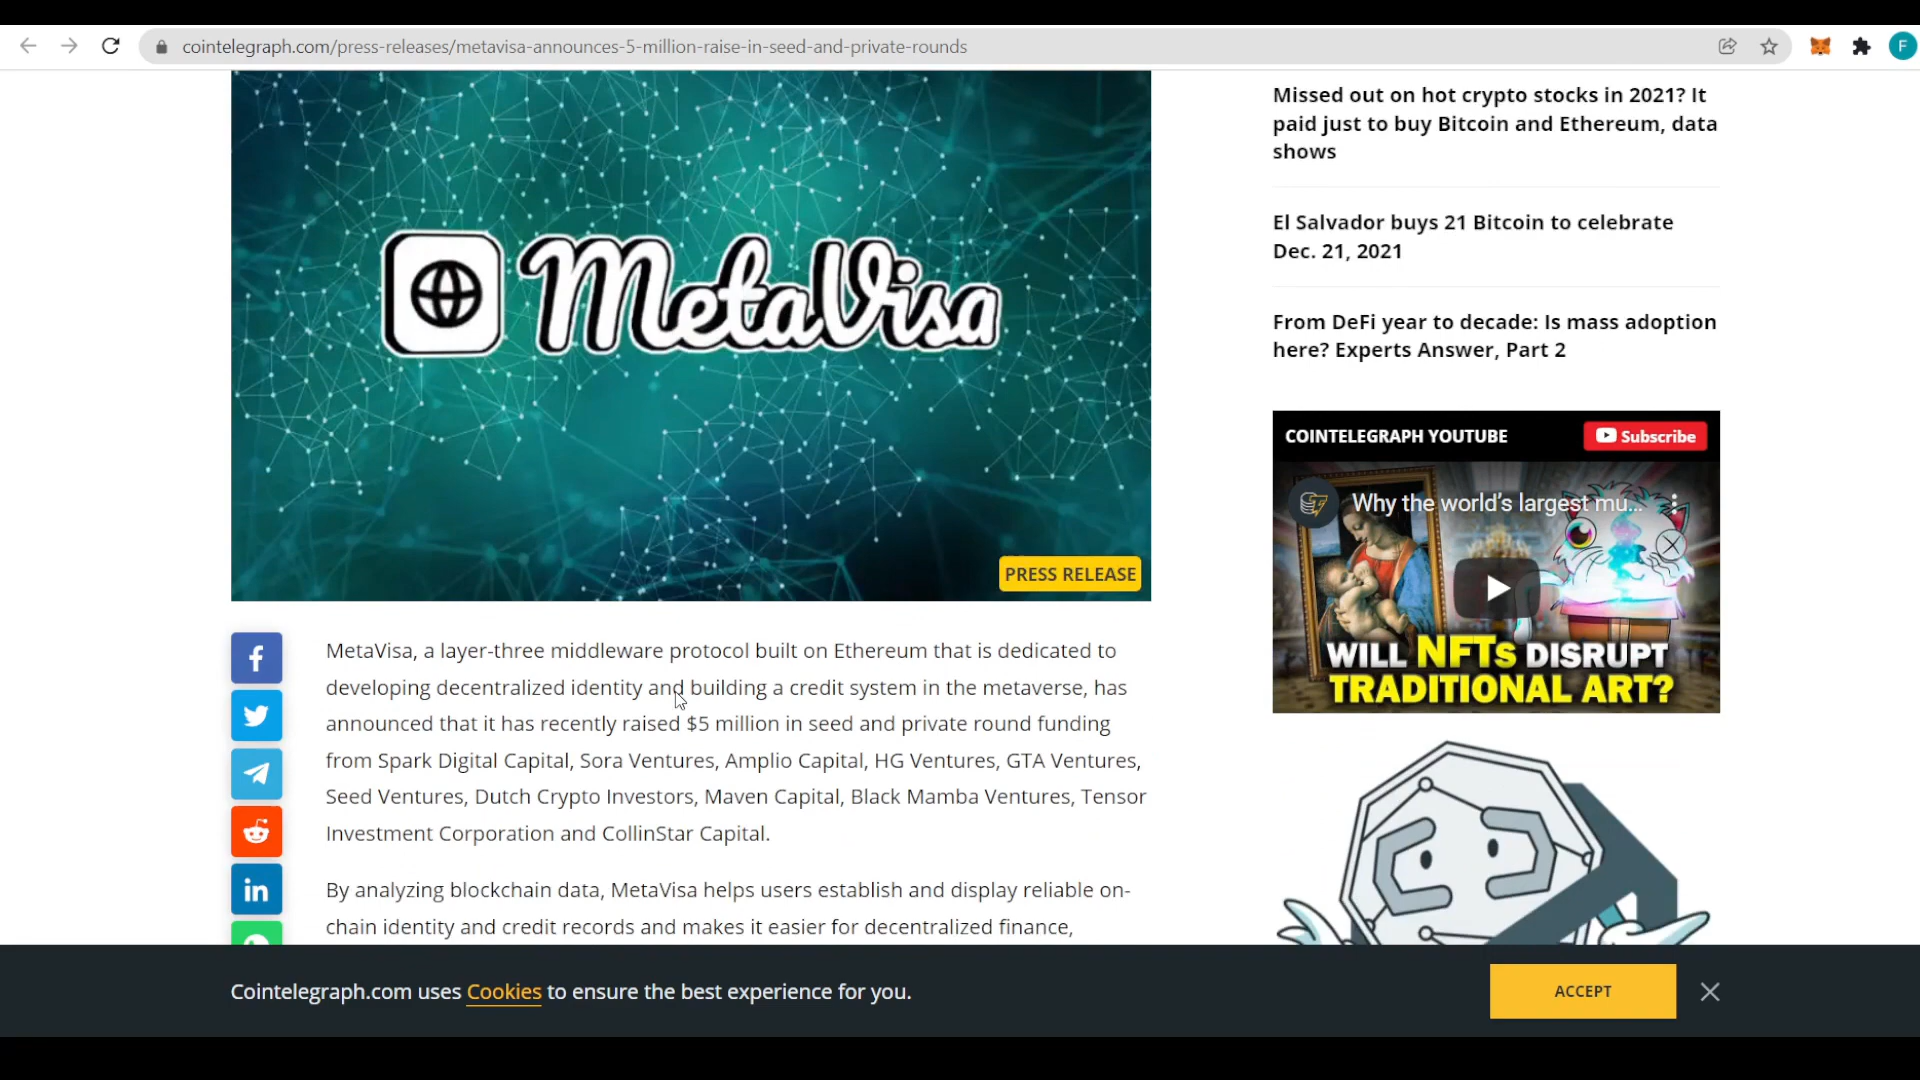 cointelegraph.com/press-releases/metavisa-announces-5-million-raise-in-seed-and-private-rounds
F
MetaVisa
PRESS RELEASE
MetaVisa, a layer-three middleware protocol built on Ethereum that is dedicated to
developing decentralized identity and building a credit system in the metaverse, has
announced that it has recently raised $5 million in seed and private round funding
from Spark Digital Capital, Sora Ventures, Amplio Capital, HG Ventures, GTA Ventures,
Seed Ventures, Dutch Crypto Investors, Maven Capital, Black Mamba Ventures, Tensor
Investment Corporation and CollinStar Capital.
By analyzing blockchain data, MetaVisa helps users establish and display reliable on-
chain identity and credit records and makes it easier for decentralized finance,
Missed out on hot crypto stocks in 2021? It
paid just to buy Bitcoin and Ethereum, data
shows
El Salvador buys 21 Bitcoin to celebrate
Dec. 21, 2021
From DeFi year to decade: Is mass adoption
here? Experts Answer, Part 2
COINTELEGRAPH YOUTUBE
Subscribe
Why the world's largest mu...
WILL NFTs DISRUPT
TRADITIONAL ART?
Cointelegraph.com uses Cookies to ensure the best experience for you.
ACCEPT